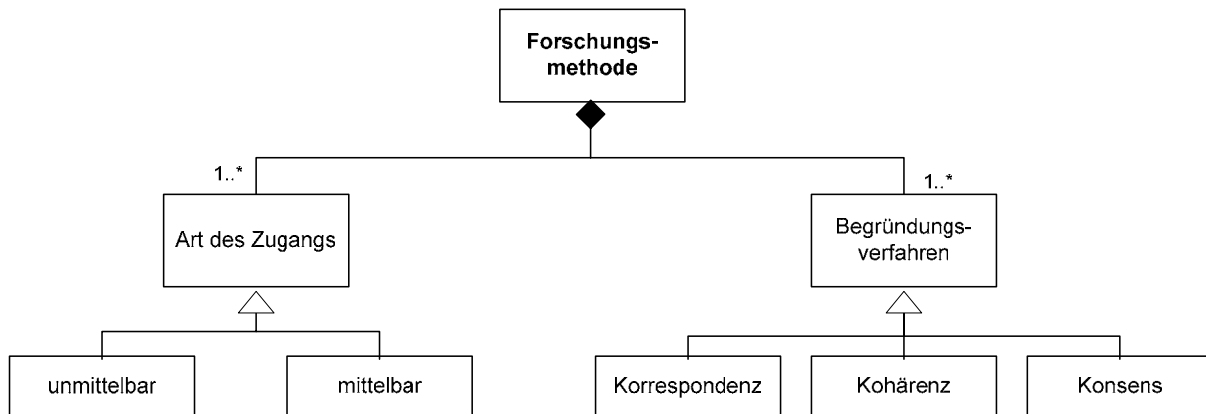 Forschungs-
methode
1..*
1..*
Art des Zugangs
Begründungs-
verfahren
unmittelbar
mittelbar
Korrespondenz
Kohärenz
Konsens